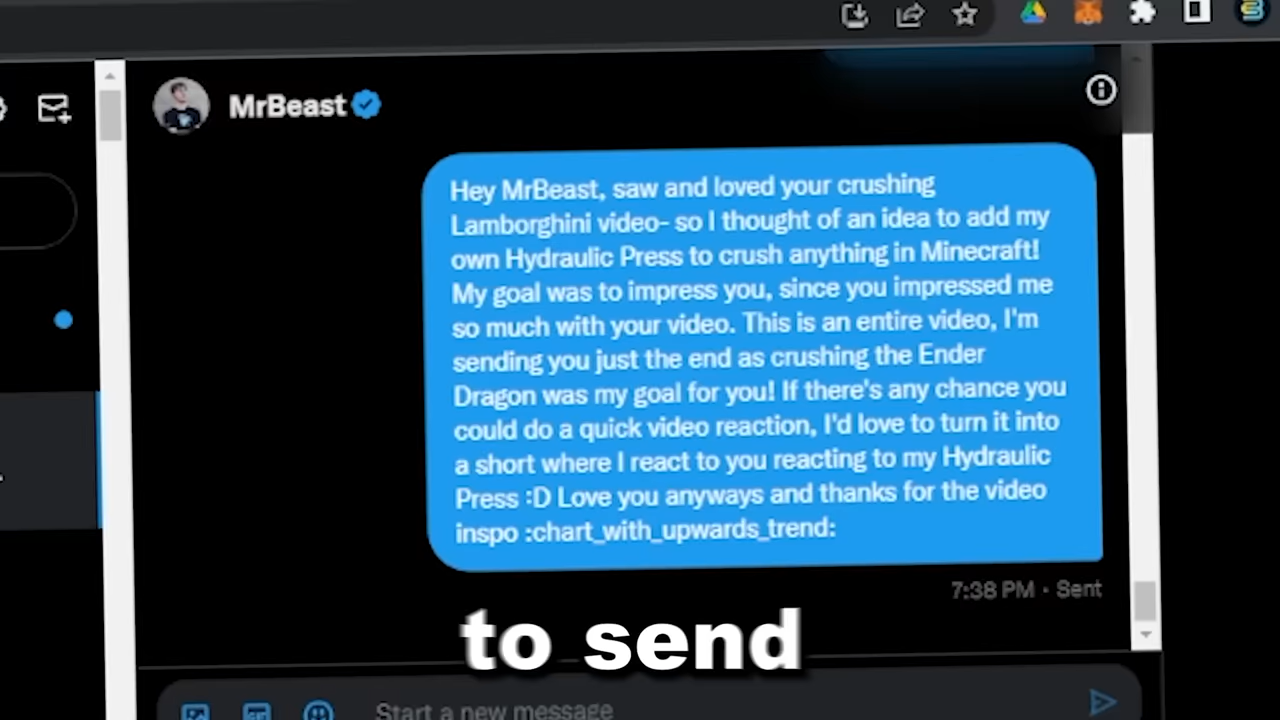 MrBeast
Hey MrBeast, saw and loved your crushing
Lamborghini video- so I thought of an idea to add my
own Hydraulic Press to crush anything in Minecraft!
My goal was to impress you, since you impressed me
so much with your video. This is an entire video, I'm
sending you just the end as crushing the Ender
Dragon was my goal for you! If there's any chance you
could do a quick video reaction, I'd love to turn it into
a short where I react to you reacting to my Hydraulic
Press :D Love you anyways and thanks for the video
inspo :chart_with_upwards_trend:
7:38 PM · Sent
to send
GIF
Start a new message